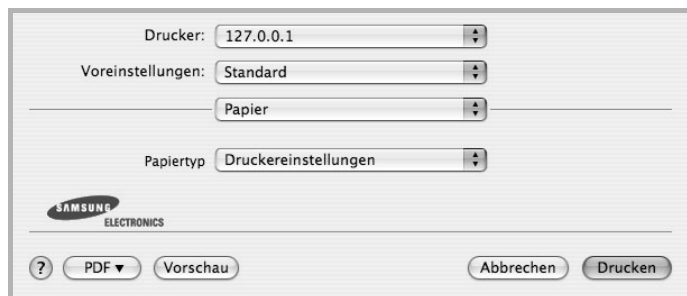 Drucker: 127.0.0.1
Voreinstellungen: Standard
Papier
Papiertyp Druckereinstellungen
SAMSUNG
ELECTRONICS
? PDF ▼ Vorschau Abbrechen Drucken